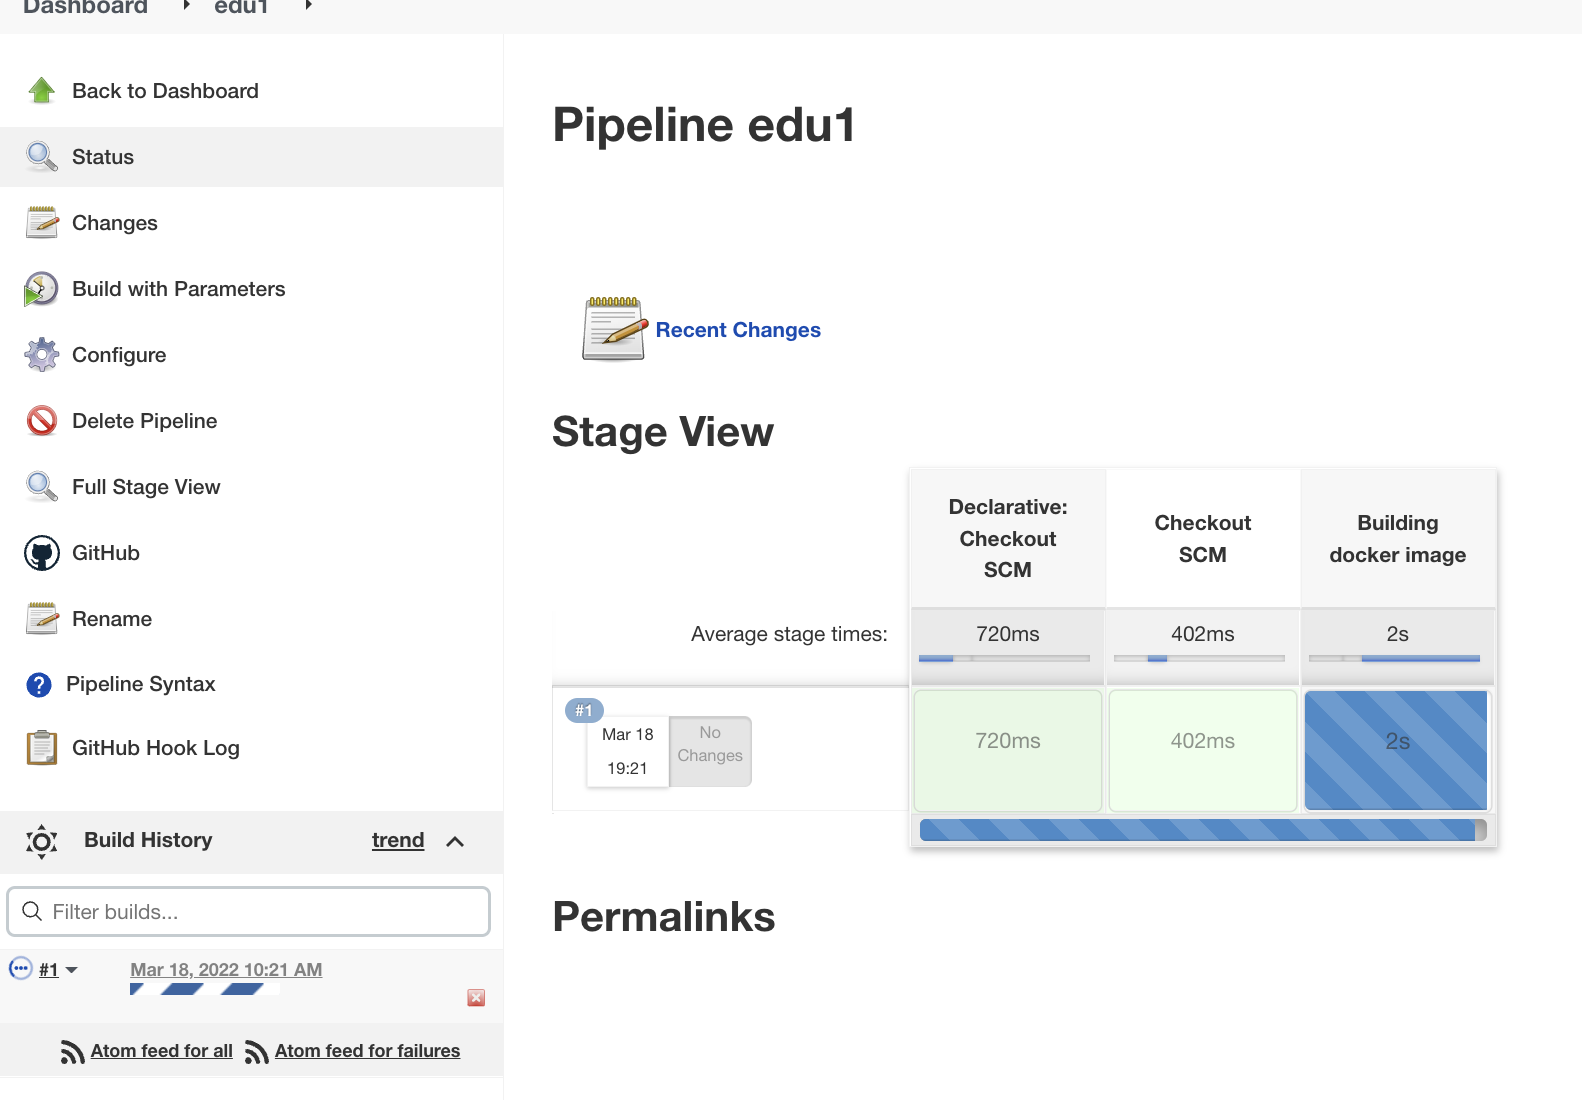 Dashboard
edu1
Back to Dashboard
Status
Changes
Build with Parameters
Configure
Delete Pipeline
Full Stage View
GitHub
Rename
Pipeline Syntax
GitHub Hook Log
Build History
trend
Filter builds...
#1
Mar 18, 2022 10:21 AM
Atom feed for all
Atom feed for failures
Pipeline edu1
Recent Changes
Stage View
Declarative:
Checkout
SCM
Checkout
SCM
Building
docker image
Average stage times:
720ms
402ms
2s
#1
Mar 18
19:21
No
Changes
720ms
402ms
2s
Permalinks